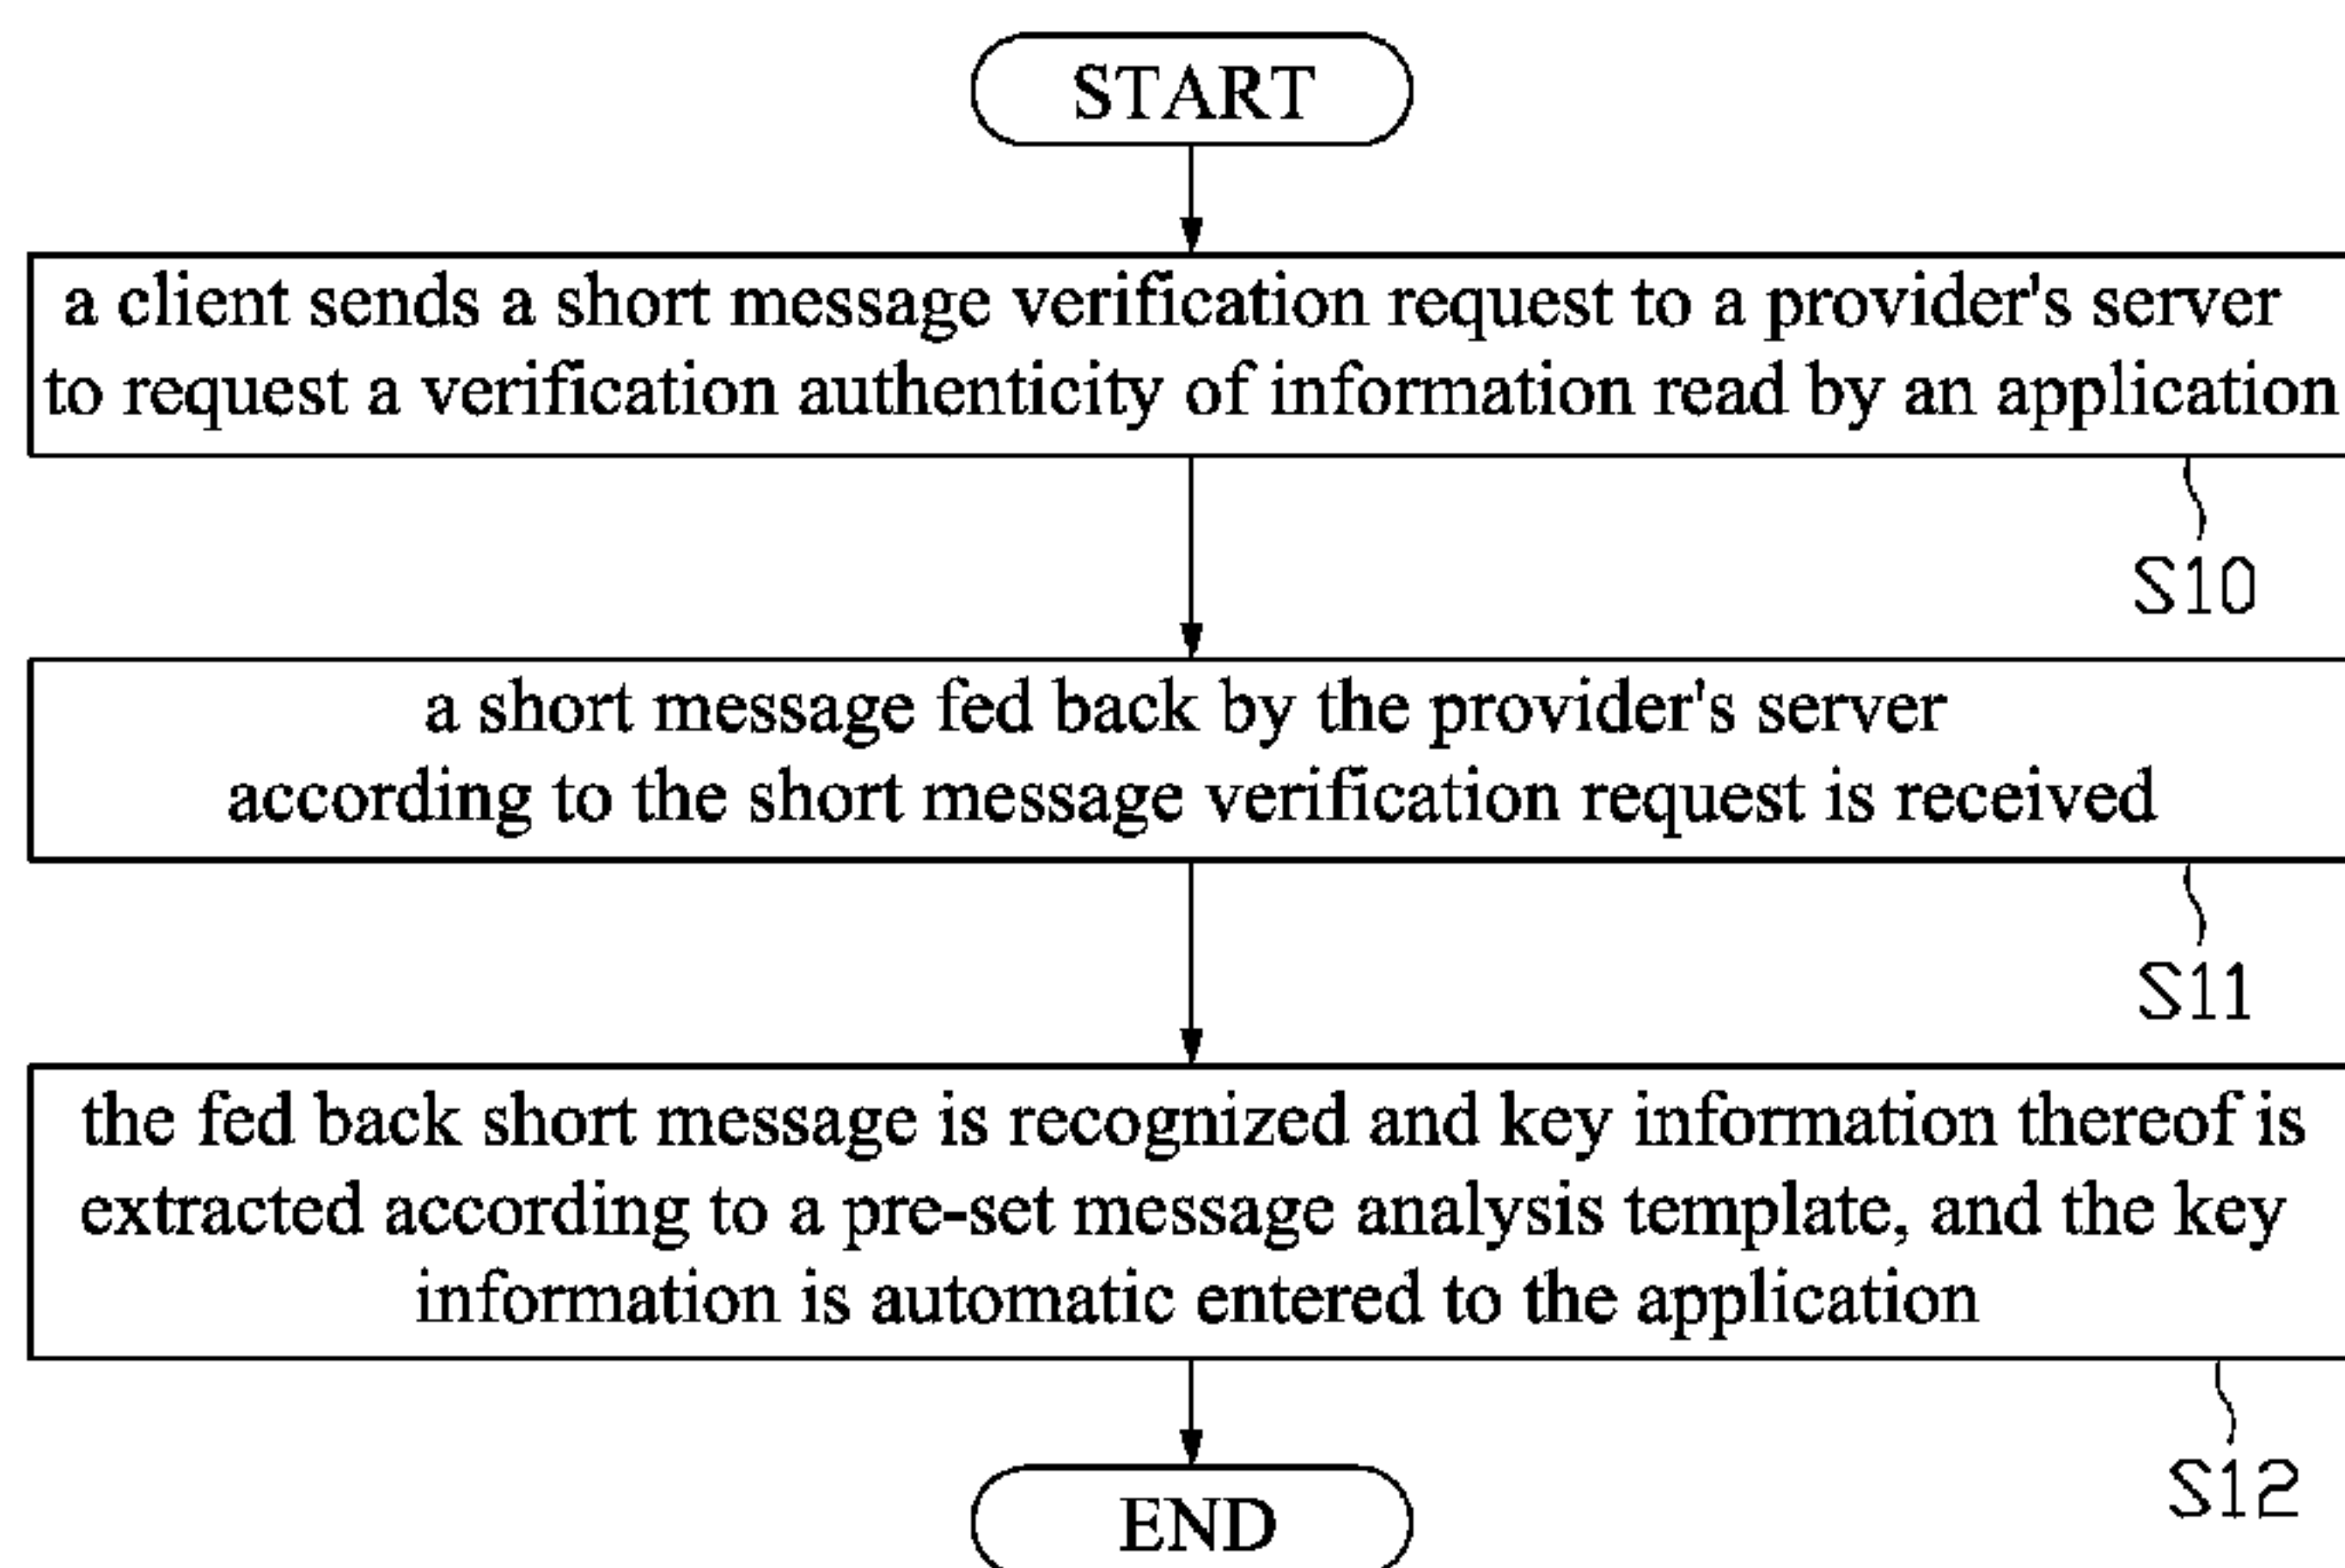 START
a client sends a short message verification request to a provider's server
to request a verification authenticity of information read by an application
S10
a short message fed back by the provider's server
according to the short message verification request is received
S11
the fed back short message is recognized and key information thereof is
extracted according to a pre-set message analysis template, and the key
information is automatic entered to the application
S12
END